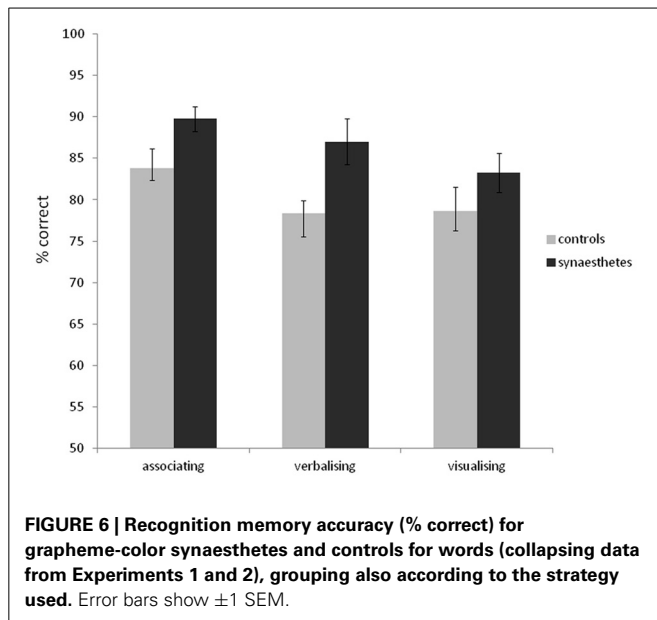 100
95
90
85
80
75
70
65
60
55
50
% correct
associating
verbalising
visualising
controls
synaesthetes
FIGURE 6 | Recognition memory accuracy (% correct) for
grapheme-color synaesthetes and controls for words (collapsing data
from Experiments 1 and 2), grouping also according to the strategy
used. Error bars show ±1 SEM.